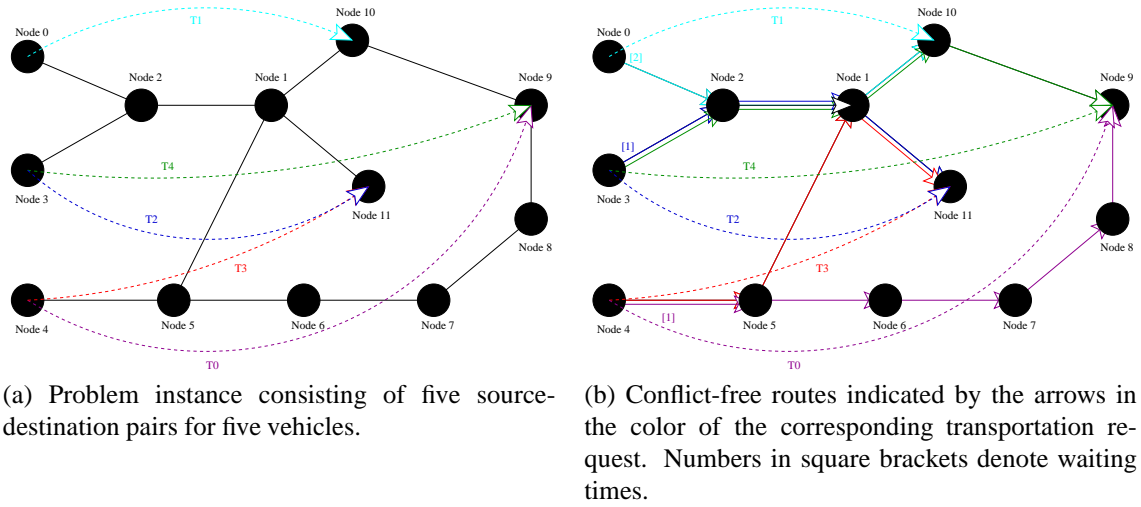 T1
Node 10
Node 0
Node 2
Node 1
Node 9
T4
Node 3
Node 11
T2
Node 8
T3
Node 4
Node 5
Node 6
Node 7
T0
(a) Problem instance consisting of five source-
destination pairs for five vehicles.
T1
Node 10
Node 0
[2]
Node 2
Node 1
Node 9
[1]
T4
Node 3
Node 11
T2
Node 8
T3
[1]
Node 4
Node 5
Node 6
Node 7
T0
(b) Conflict-free routes indicated by the arrows in
the color of the corresponding transportation re-
quest. Numbers in square brackets denote waiting
times.